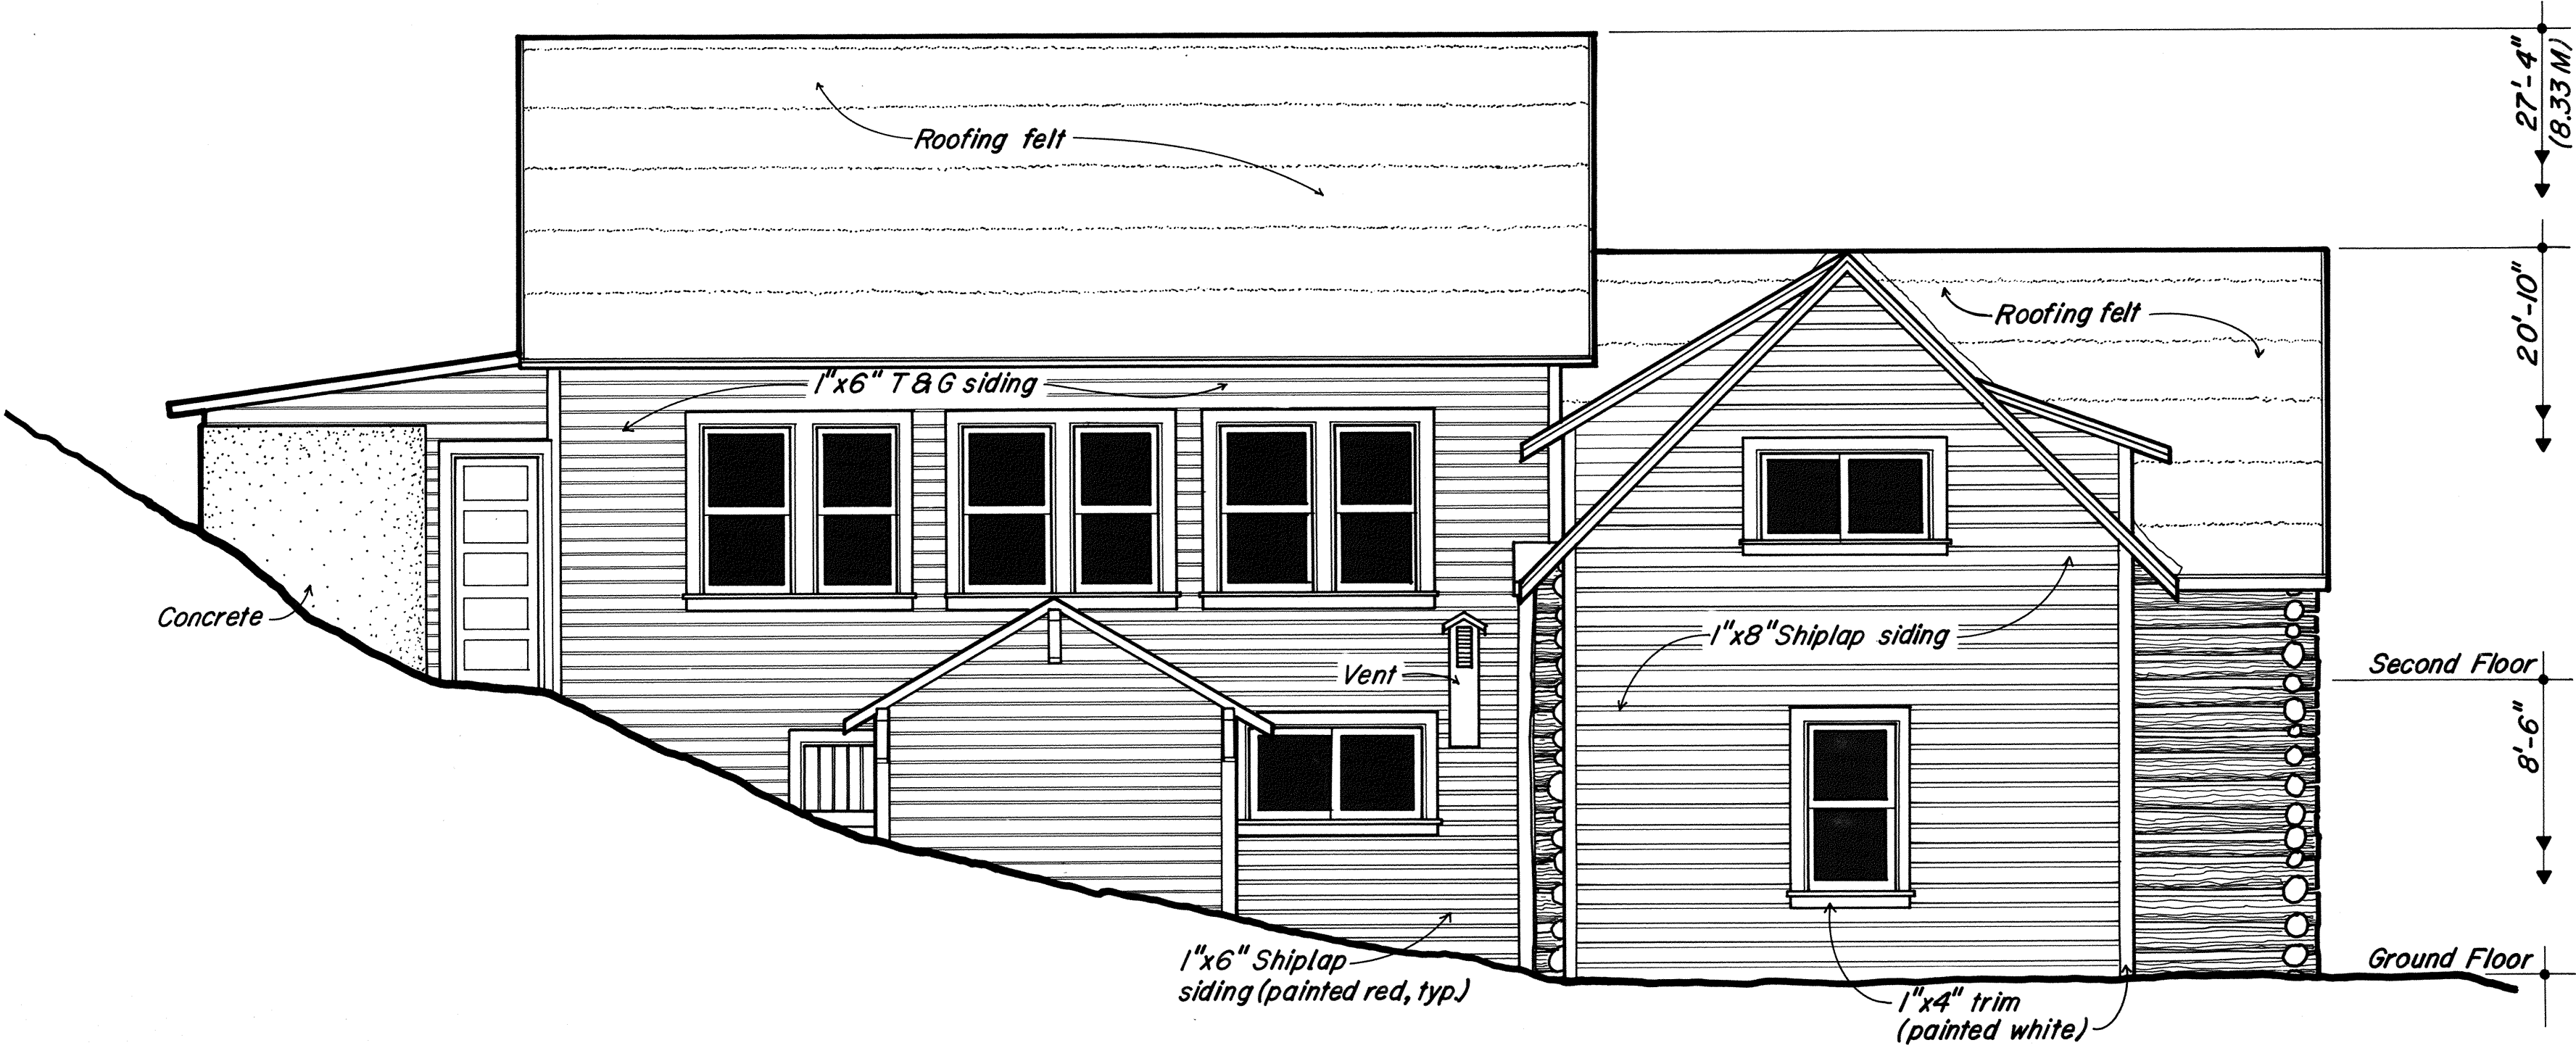 27'-4"
(8.33 M)
Roofing felt
20'-10"
Roofing felt
1"x6" T & G siding
Concrete
1"x8" Shiplap siding
Vent
Second Floor
8'-6"
1"x6" Shiplap
siding (painted red, typ.)
Ground Floor
1"x4" trim
(painted white)